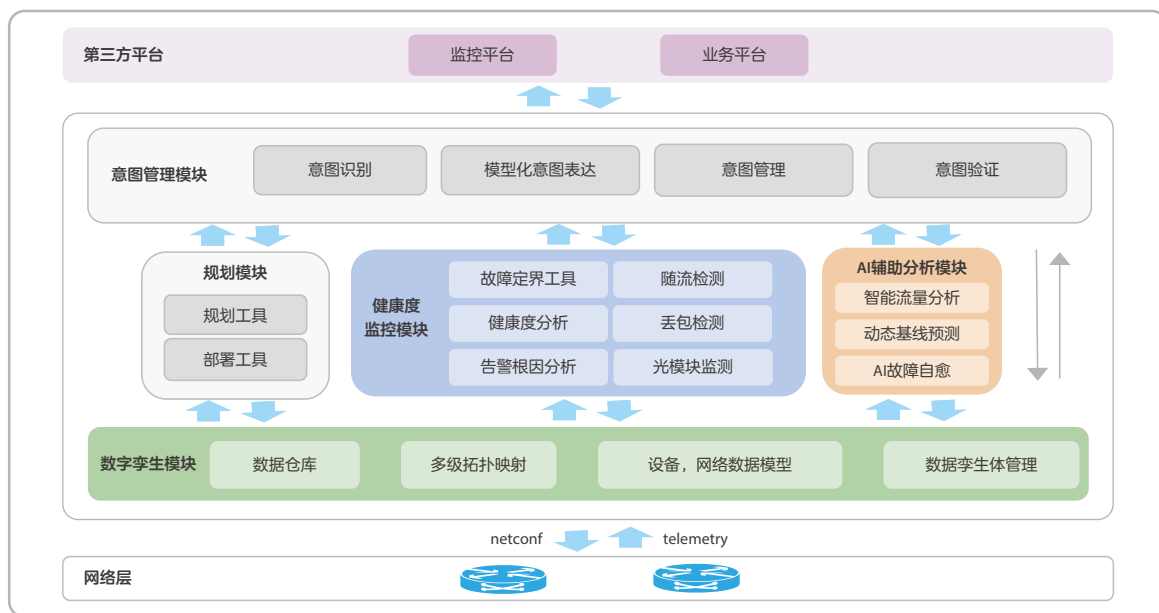 第三方平台
监控平台
业务平台
意图管理模块
意图识别
模型化意图表达
意图管理
意图验证
规划模块
规划工具
部署工具
健康度
监控模块
故障定界工具
随流检测
健康度分析
丢包检测
告警根因分析
光模块监测
AI辅助分析模块
智能流量分析
动态基线预测
AI故障自愈
数字孪生模块
数据仓库
多级拓扑映射
设备，网络数据模型
数据孪生体管理
netconf
telemetry
网络层